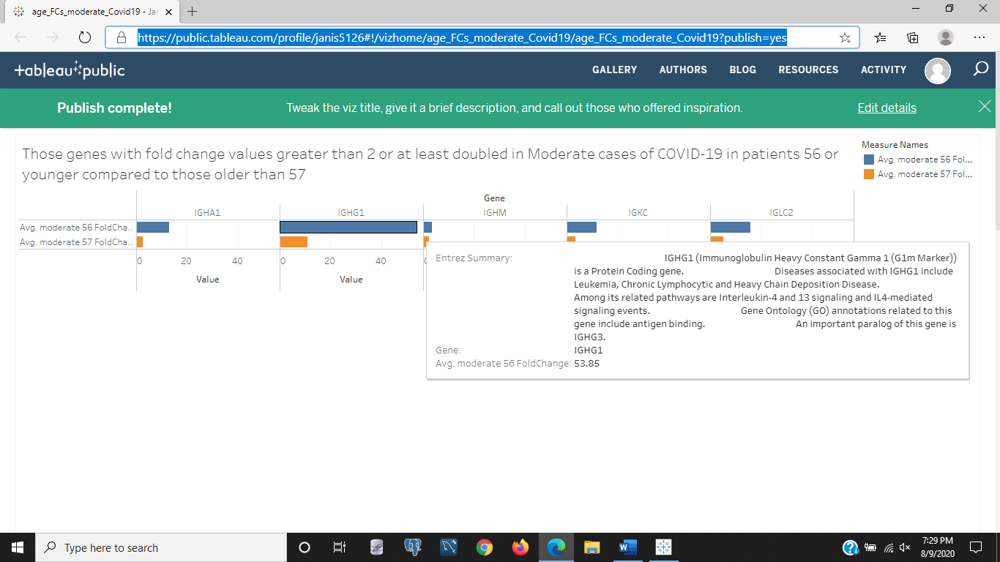 age_FCs_moderate_Covid19 - Jan
https://public.tableau.com/profile/janis5126#!/vizhome/age_FCs_moderate_Covid19/age_FCs_moderate_Covid19?publish=yes
+ableau public GALLERY AUTHORS BLOG RESOURCES ACTIVITY
Publish complete! Tweak the viz title, give it a brief description, and call out those who offered inspiration. Edit details
Those genes with fold change values greater than 2 or at least doubled in Moderate cases of COVID-19 in patients 56 or
younger compared to those older than 57
Measure Names
Avg. moderate 56 Fol...
Avg. moderate 57 Fol...
Gene
IGHA1 IGHG1 IGHM IGKC IGLC2
Avg. moderate 56 FoldCha..
Avg. moderate 57 FoldCha..
0 20 40 0 20 40
Value Value
Entrez Summary: IGHG1 (Immunoglobulin Heavy Constant Gamma 1 (G1m Marker))
is a Protein Coding gene. Diseases associated with IGHG1 include
Leukemia, Chronic Lymphocytic and Heavy Chain Deposition Disease.
Among its related pathways are Interleukin-4 and 13 signaling and IL4-mediated
signaling events. Gene Ontology (GO) annotations related to this
gene include antigen binding. An important paralog of this gene is
IGHG3.
Gene: IGHG1
Avg. moderate 56 FoldChange: 53.85
Type here to search
7:29 PM
8/9/2020